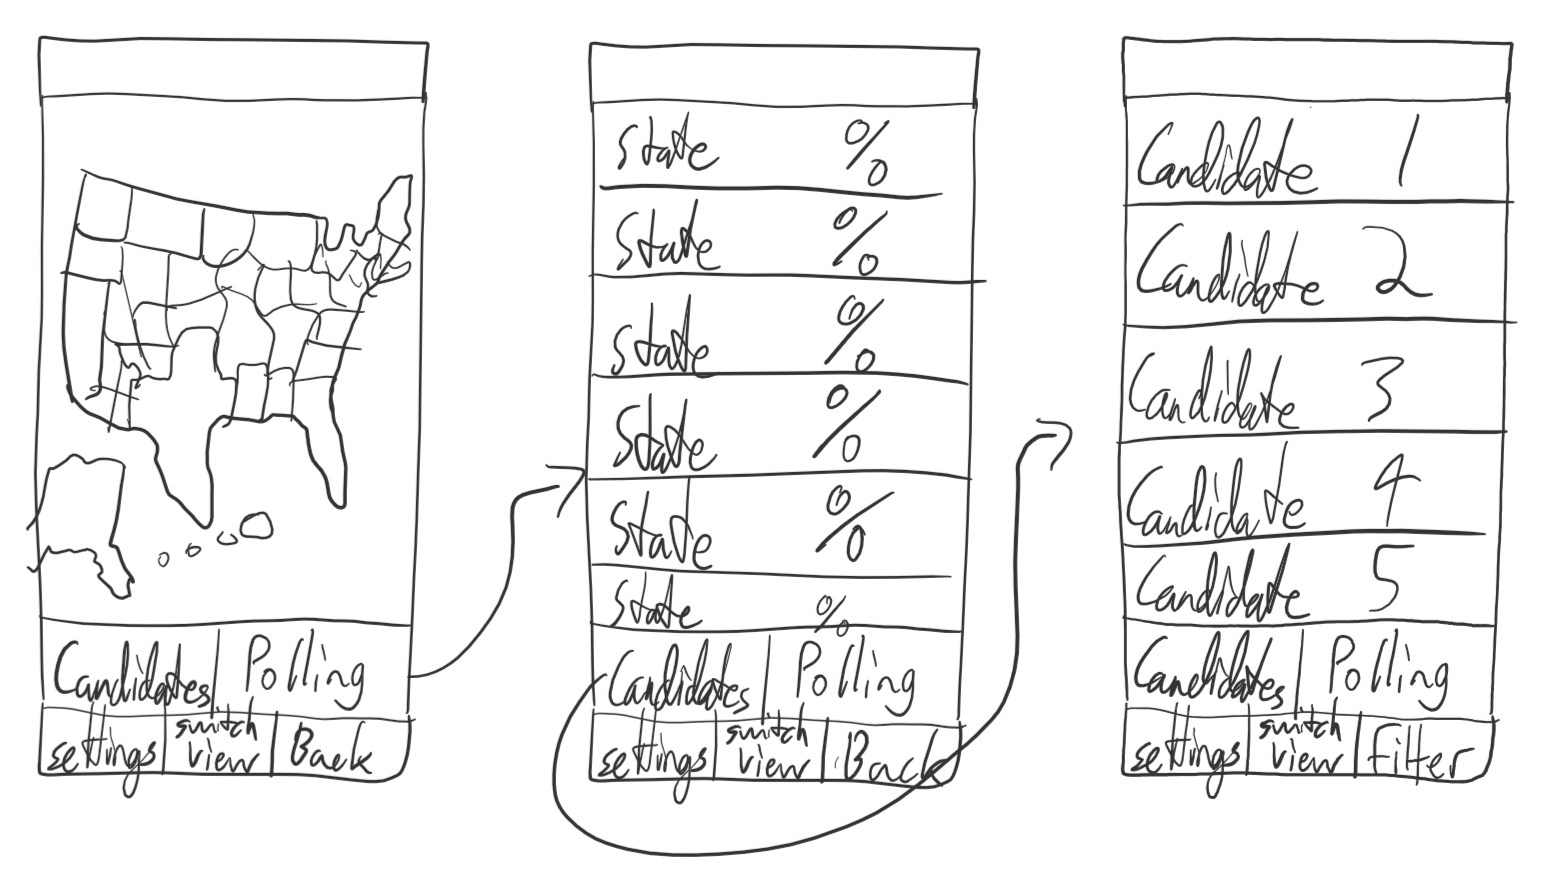 Candidates Polling
settings switch view Back
State %
State %
State %
State %
State %
State %
Candidates Polling
settings switch view Back
Candidate 1
Candidate 2
Candidate 3
Candidate 4
Candidate 5
Candidates Polling
settings switch view Filter